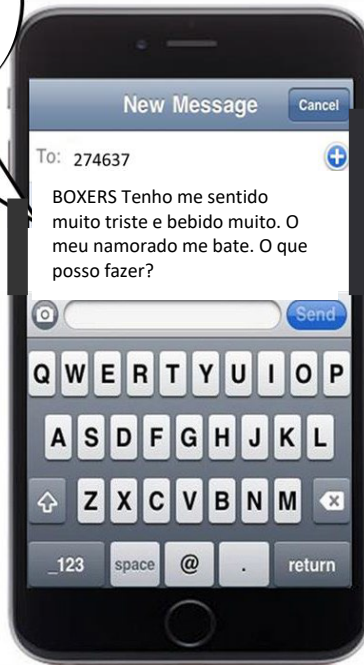 New Message
Cancel
To: 274637
BOXERS Tenho me sentido
muito triste e bebido muito. O
meu namorado me bate. O que
posso fazer?
Send
Q W E R T Y U I O P
A S D F G H J K L
Z X C V B N M
_123 space @ . return